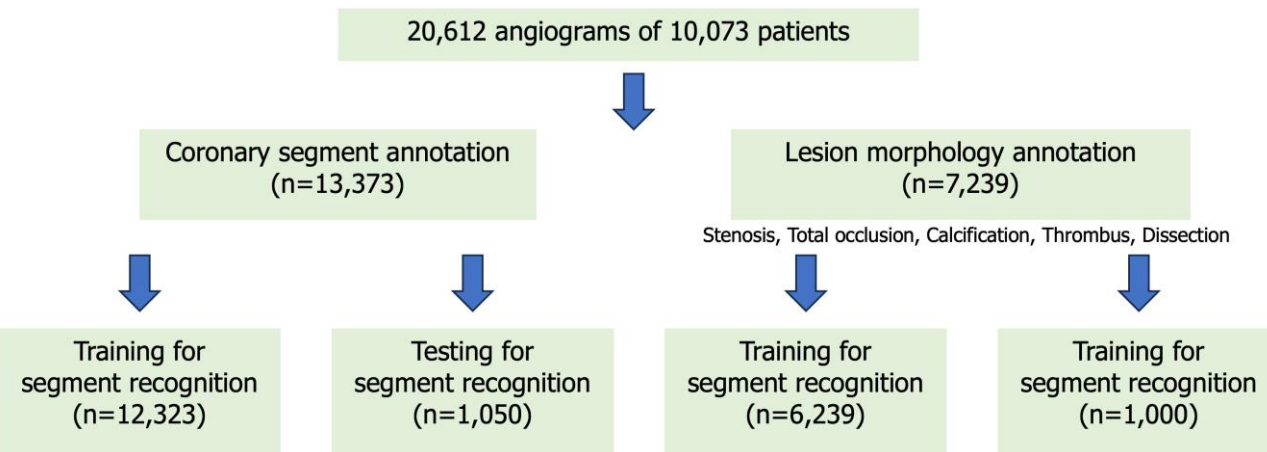 20,612 angiograms of 10,073 patients
Coronary segment annotation
(n=13,373)
Lesion morphology annotation
(n=7,239)
Stenosis, Total occlusion, Calcification, Thrombus, Dissection
Training for
segment recognition
(n=12,323)
Testing for
segment recognition
(n=1,050)
Training for
segment recognition
(n=6,239)
Training for
segment recognition
(n=1,000)